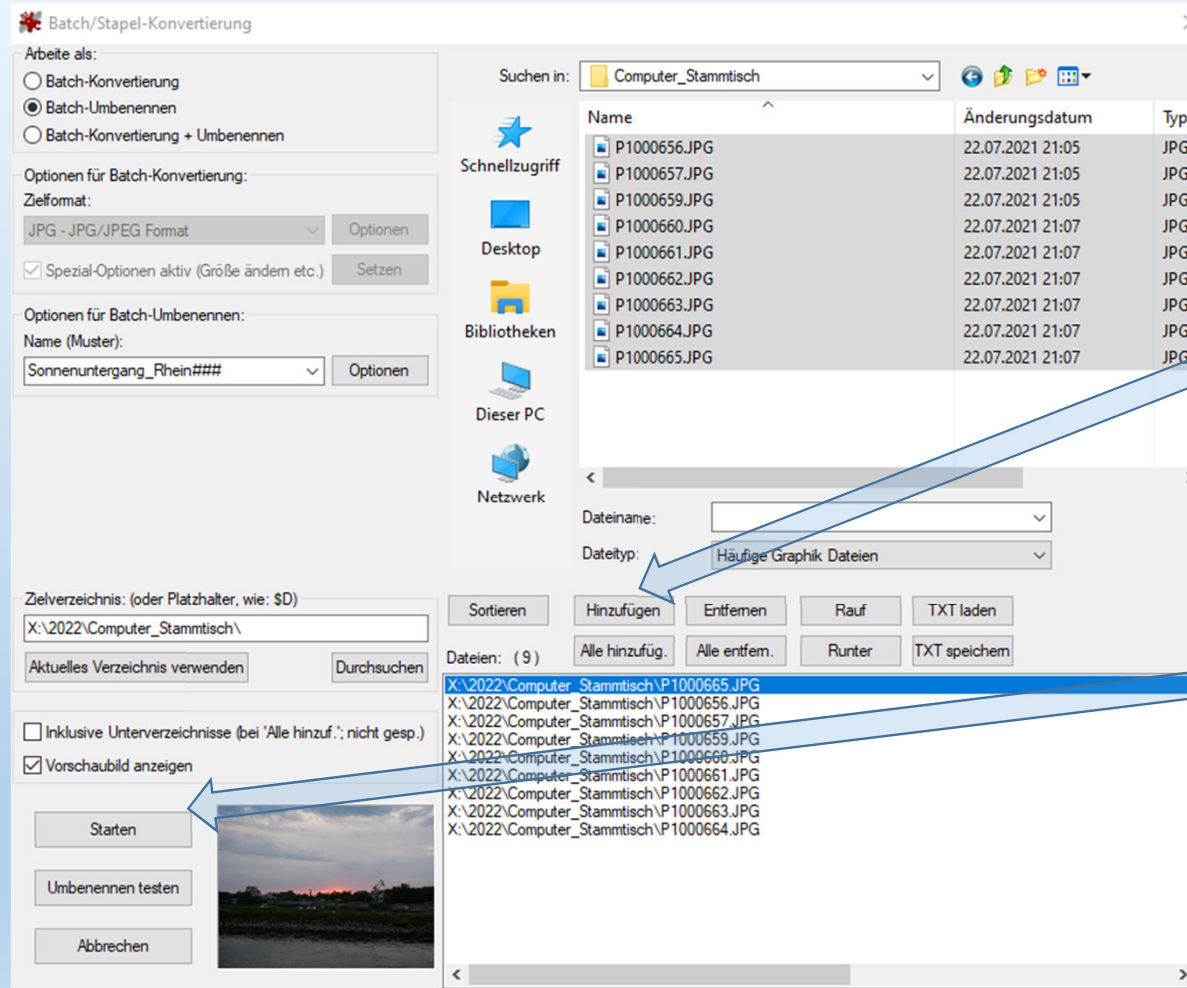 Batch/Stapel-Konvertierung
Arbeite als:
Batch-Konvertierung
Batch-Umbenennen
Batch-Konvertierung + Umbenennen
Optionen für Batch-Konvertierung:
Zielformat:
JPG - JPG/JPEG Format
Optionen
Spezial-Optionen aktiv (Größe ändern etc.)
Setzen
Optionen für Batch-Umbenennen:
Name (Muster):
Sonnenuntergang_Rhein###
Optionen
Zielverzeichnis: (oder Platzhalter, wie: $D)
X:\2022\Computer_Stammtisch\
Aktuelles Verzeichnis verwenden
Durchsuchen
Inklusive Unterverzeichnisse (bei 'Alle hinzuf.'; nicht gesp.)
Vorschaubild anzeigen
Starten
Umbenennen testen
Abbrechen
Suchen in:
Computer_Stammtisch
Schnellzugriff
Desktop
Bibliotheken
Dieser PC
Netzwerk
Name Änderungsdatum Typ
P1000656.JPG 22.07.2021 21:05 JPG
P1000657.JPG 22.07.2021 21:05 JPG
P1000659.JPG 22.07.2021 21:05 JPG
P1000660.JPG 22.07.2021 21:07 JPG
P1000661.JPG 22.07.2021 21:07 JPG
P1000662.JPG 22.07.2021 21:07 JPG
P1000663.JPG 22.07.2021 21:07 JPG
P1000664.JPG 22.07.2021 21:07 JPG
P1000665.JPG 22.07.2021 21:07 JPG
Dateiname:
Dateityp: Häufige Graphik Dateien
Sortieren Hinzufügen Entfernen Rauf TXT laden
Dateien: ( 9 ) Alle hinzufüg. Alle entfern. Runter TXT speichern
X:\2022\Computer_Stammtisch\P1000665.JPG
X:\2022\Computer_Stammtisch\P1000656.JPG
X:\2022\Computer_Stammtisch\P1000657.JPG
X:\2022\Computer_Stammtisch\P1000659.JPG
X:\2022\Computer_Stammtisch\P1000660.JPG
X:\2022\Computer_Stammtisch\P1000661.JPG
X:\2022\Computer_Stammtisch\P1000662.JPG
X:\2022\Computer_Stammtisch\P1000663.JPG
X:\2022\Computer_Stammtisch\P1000664.JPG